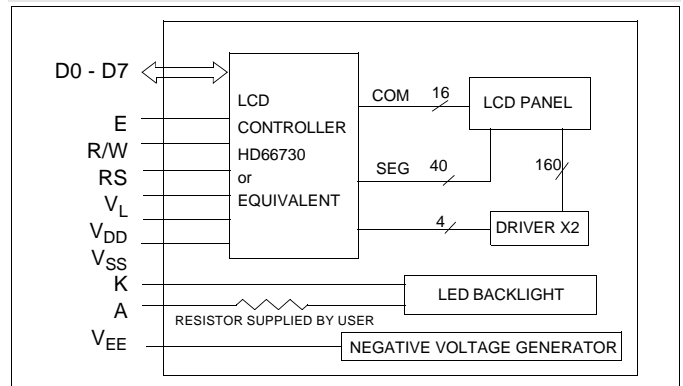 D0 - D7
E
R/W
RS
VL
VDD
VSS
K
A
VEE
LCD
CONTROLLER
HD66730
or
EQUIVALENT
COM 16
SEG 40
4
LCD PANEL
160
DRIVER X2
LED BACKLIGHT
RESISTOR SUPPLIED BY USER
NEGATIVE VOLTAGE GENERATOR